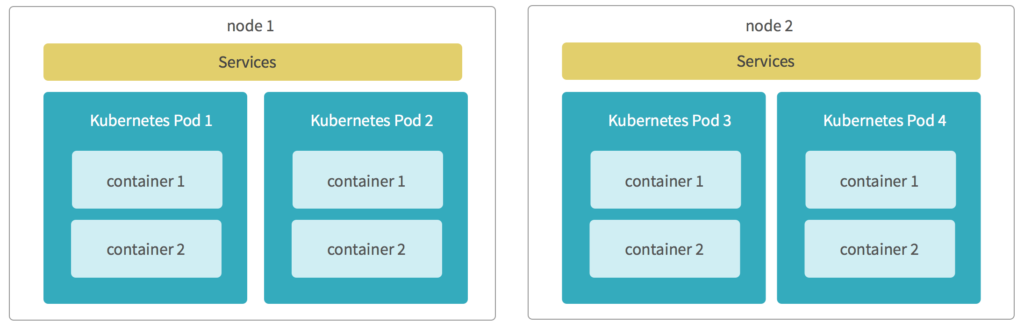 node 1
Services
Kubernetes Pod 1
container 1
container 2
Kubernetes Pod 2
container 1
container 2
node 2
Services
Kubernetes Pod 3
container 1
container 2
Kubernetes Pod 4
container 1
container 2